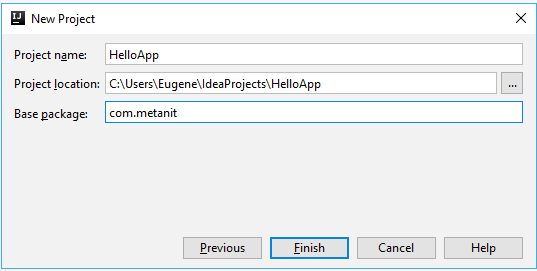 IJ New Project
Project name: HelloApp
Project location: C:\Users\Eugene\IdeaProjects\HelloApp ...
Base package: com.metanit
Previous Finish Cancel Help